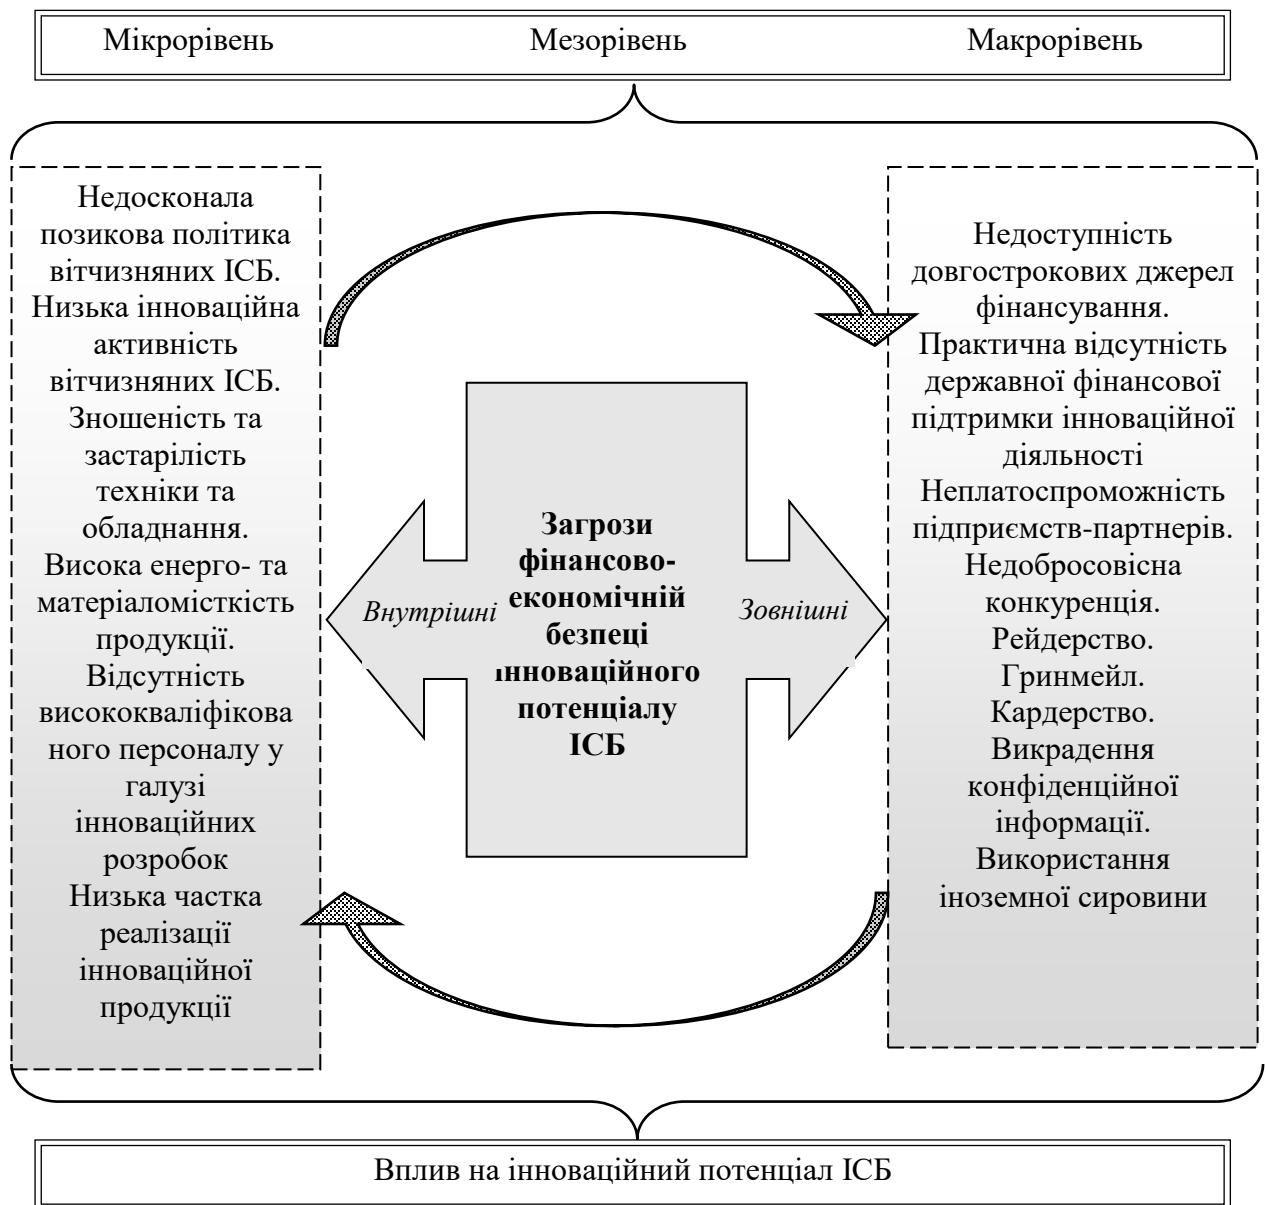 Мікрорівень Мезорівень Макрорівень
Недосконала
позикова політика
вітчизняних ІСБ.
Низька інноваційна
активність
вітчизняних ІСБ.
Зношеність та
застарілість
техніки та
обладнання.
Висока енерго- та
матеріаломісткість
продукції.
Відсутність
висококваліфікова
ного персоналу у
галузі
інноваційних
розробок
Низька частка
реалізації
інноваційної
продукції
Внутрішні
Загрози
фінансово-
економічній
безпеці
інноваційного
потенціалу
ІСБ
Зовнішні
Недоступність
довгострокових джерел
фінансування.
Практична відсутність
державної фінансової
підтримки інноваційної
діяльності
Неплатоспроможність
підприємств-партнерів.
Недобросовісна
конкуренція.
Рейдерство.
Гринмейл.
Кардерство.
Викрадення
конфіденційної
інформації.
Використання
іноземної сировини
Вплив на інноваційний потенціал ІСБ